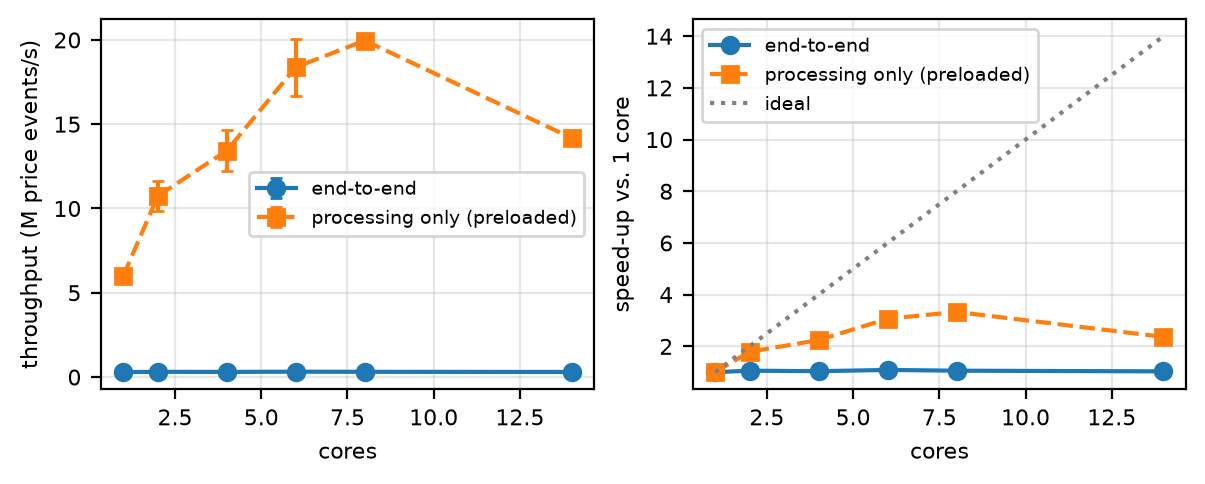 throughput (M price events/s)
20
15
10
5
0
end-to-end
processing only (preloaded)
2.5 5.0 7.5 10.0 12.5
cores
speed-up vs. 1 core
14
12
10
8
6
4
2
end-to-end
processing only (preloaded)
ideal
2.5 5.0 7.5 10.0 12.5
cores